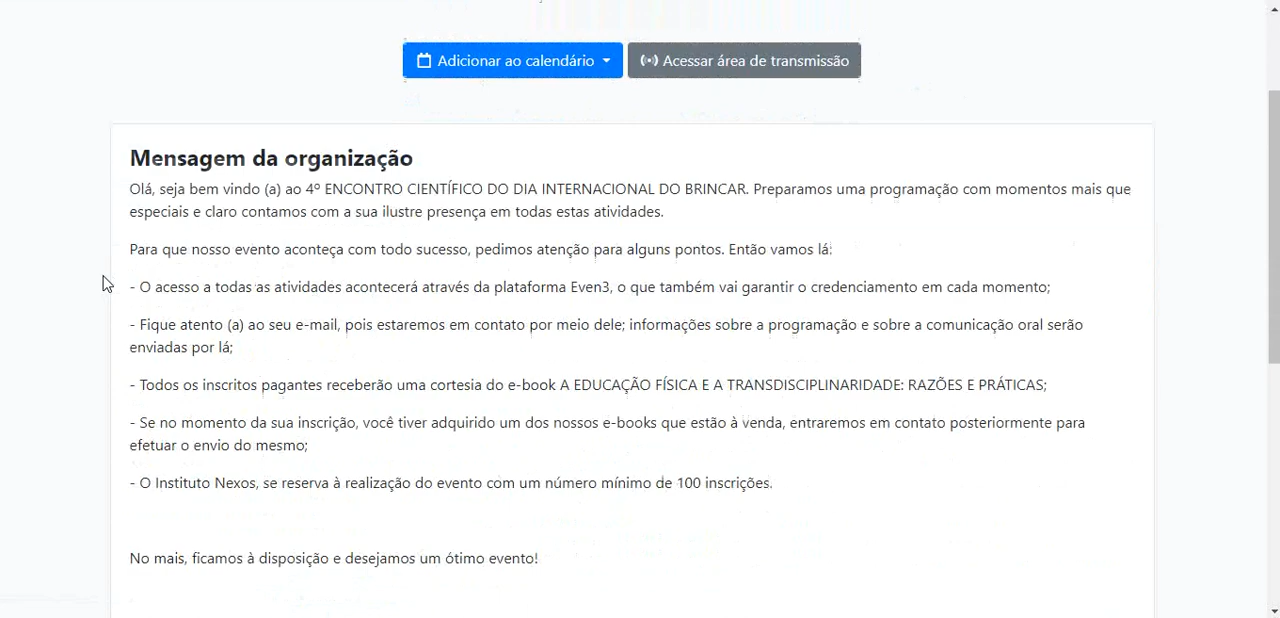 Adicionar ao calendário
Acessar área de transmissão
Mensagem da organização
Olá, seja bem vindo (a) ao 4º ENCONTRO CIENTÍFICO DO DIA INTERNACIONAL DO BRINCAR. Preparamos uma programação com momentos mais que
especiais e claro contamos com a sua ilustre presença em todas estas atividades.
Para que nosso evento aconteça com todo sucesso, pedimos atenção para alguns pontos. Então vamos lá:
- O acesso a todas as atividades acontecerá através da plataforma Even3, o que também vai garantir o credenciamento em cada momento;
- Fique atento (a) ao seu e-mail, pois estaremos em contato por meio dele; informações sobre a programação e sobre a comunicação oral serão
enviadas por lá;
- Todos os inscritos pagantes receberão uma cortesia do e-book A EDUCAÇÃO FÍSICA E A TRANSDISCIPLINARIDADE: RAZÕES E PRÁTICAS;
- Se no momento da sua inscrição, você tiver adquirido um dos nossos e-books que estão à venda, entraremos em contato posteriormente para
efetuar o envio do mesmo;
- O Instituto Nexos, se reserva à realização do evento com um número mínimo de 100 inscrições.
No mais, ficamos à disposição e desejamos um ótimo evento!